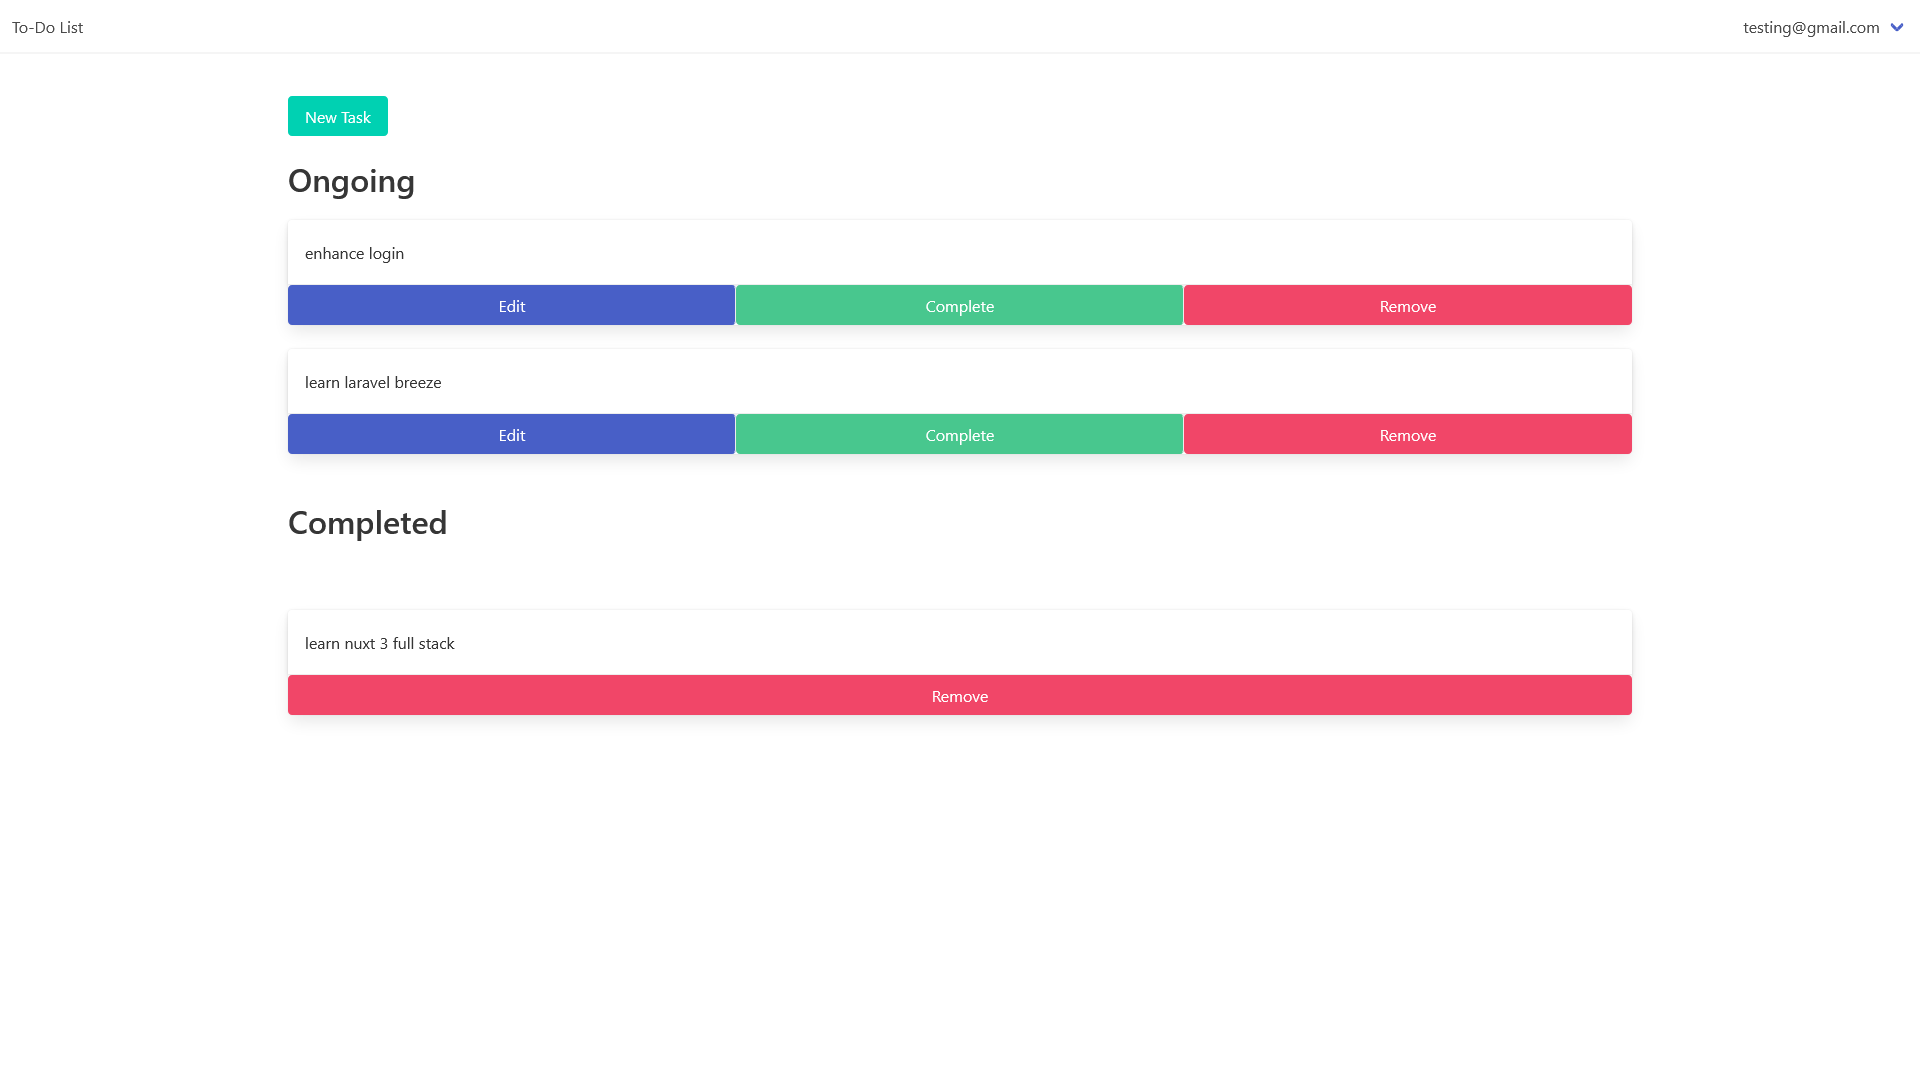 To-Do List
testing@gmail.com
New Task
Ongoing
enhance login
Edit Complete Remove
learn laravel breeze
Edit Complete Remove
Completed
learn nuxt 3 full stack
Remove